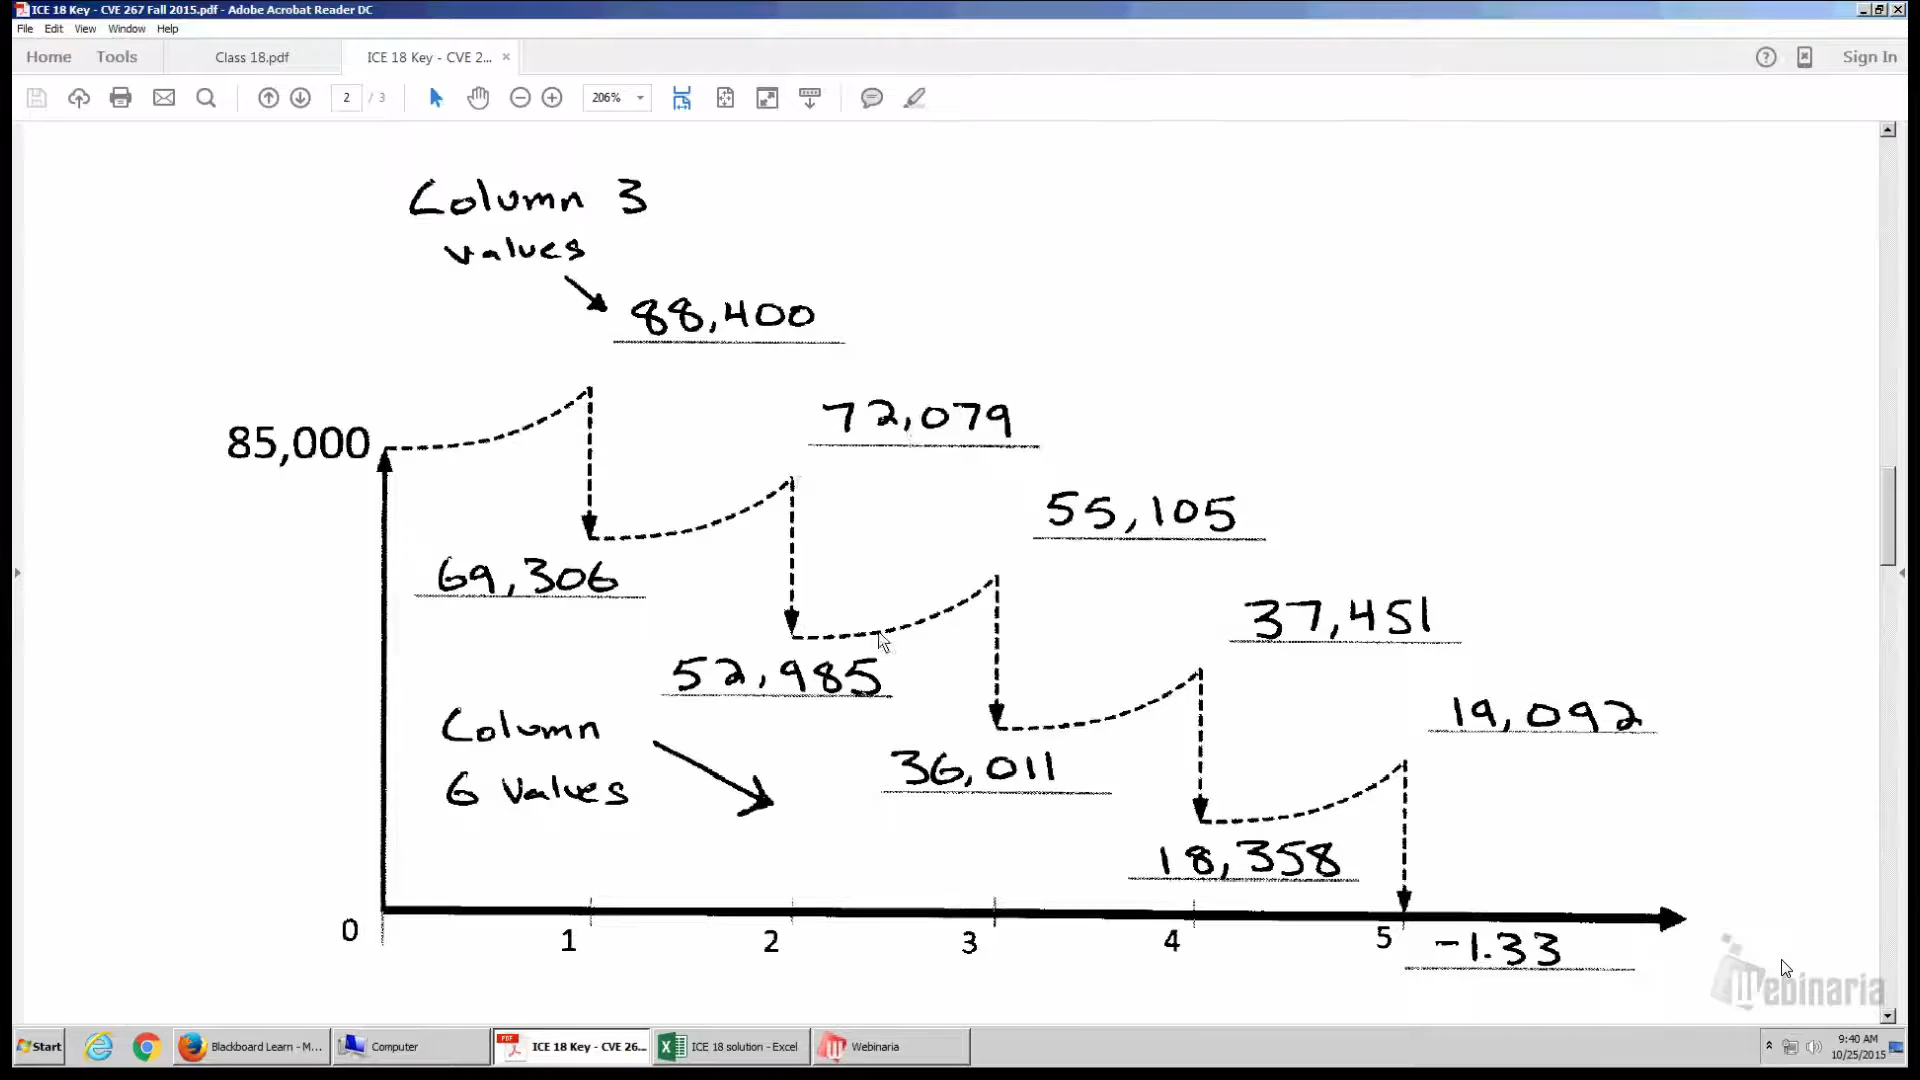 ICE 18 Key - CVE 267 Fall 2015.pdf - Adobe Acrobat Reader DC
File Edit View Window Help
Home Tools Class 18.pdf ICE 18 Key - CVE 2... × Sign In
2 / 3 206%
Column 3
values
88,400
72,079
85,000
55,105
69,306
37,451
52,985
Column
19,092
36,011
6 Values
18,358
0 1 2 3 4 5
-1.33
Webinaria
Start Blackboard Learn - M... Computer ICE 18 Key - CVE 26... ICE 18 solution - Excel Webinaria 9:40 AM
10/25/2015